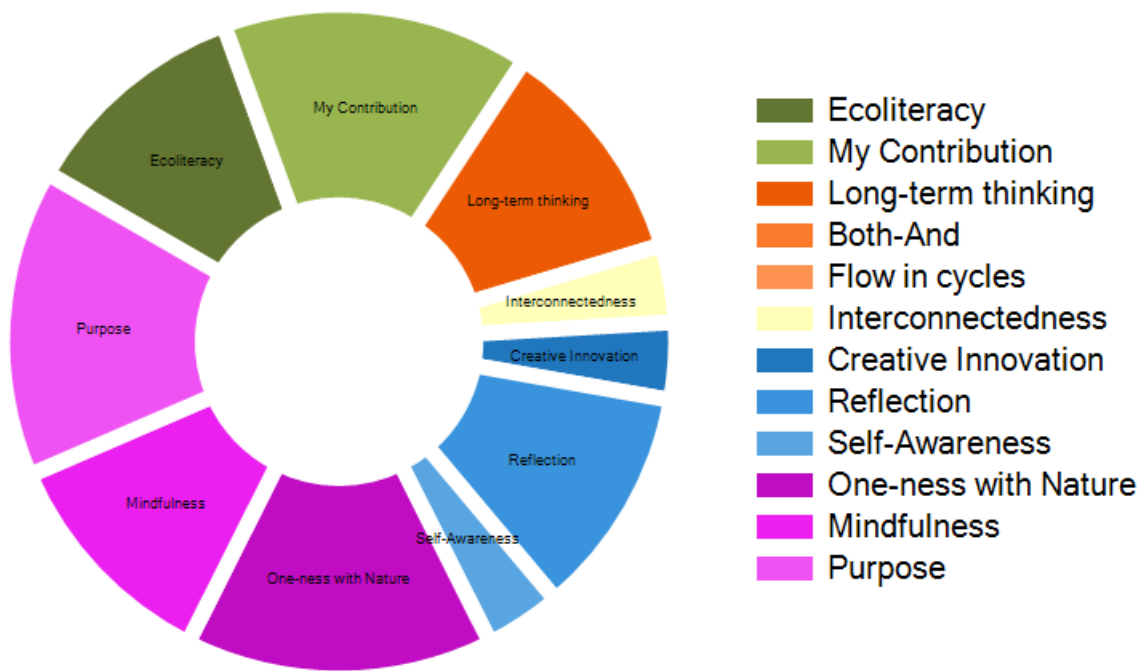 My Contribution
Ecoliteracy
Long-term thinking
Interconnectedness
Purpose
Creative Innovation
Reflection
Mindfulness
Self-Awareness
One-ness with Nature
Ecoliteracy
My Contribution
Long-term thinking
Both-And
Flow in cycles
Interconnectedness
Creative Innovation
Reflection
Self-Awareness
One-ness with Nature
Mindfulness
Purpose